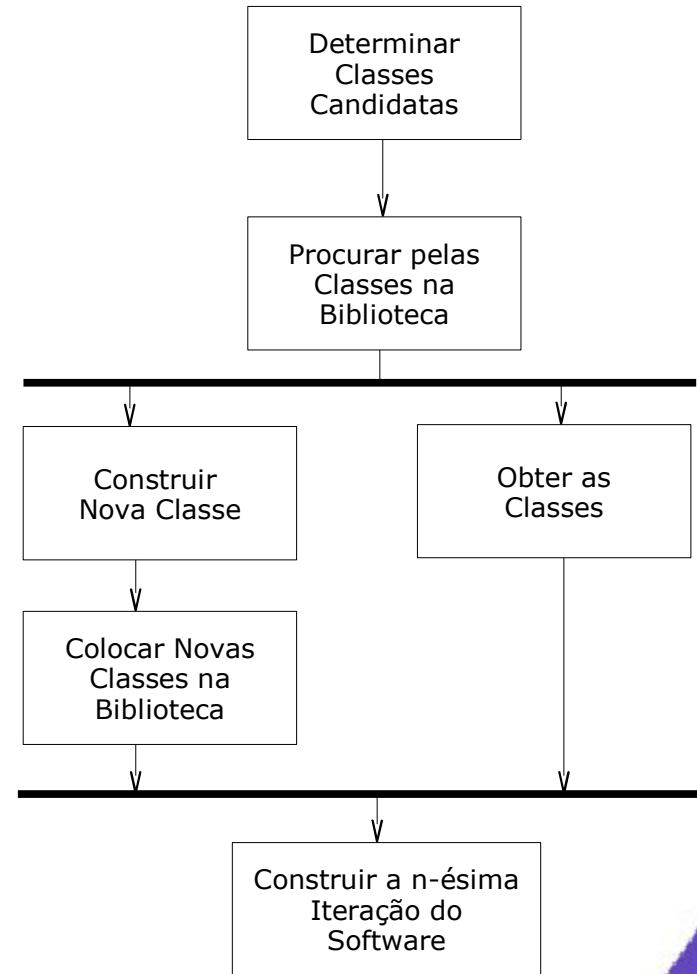 Determinar
Classes
Candidatas
Procurar pelas
Classes na
Biblioteca
Construir
Nova Classe
Obter as
Classes
Colocar Novas
Classes na
Biblioteca
Construir a n-ésima
Iteração do
Software